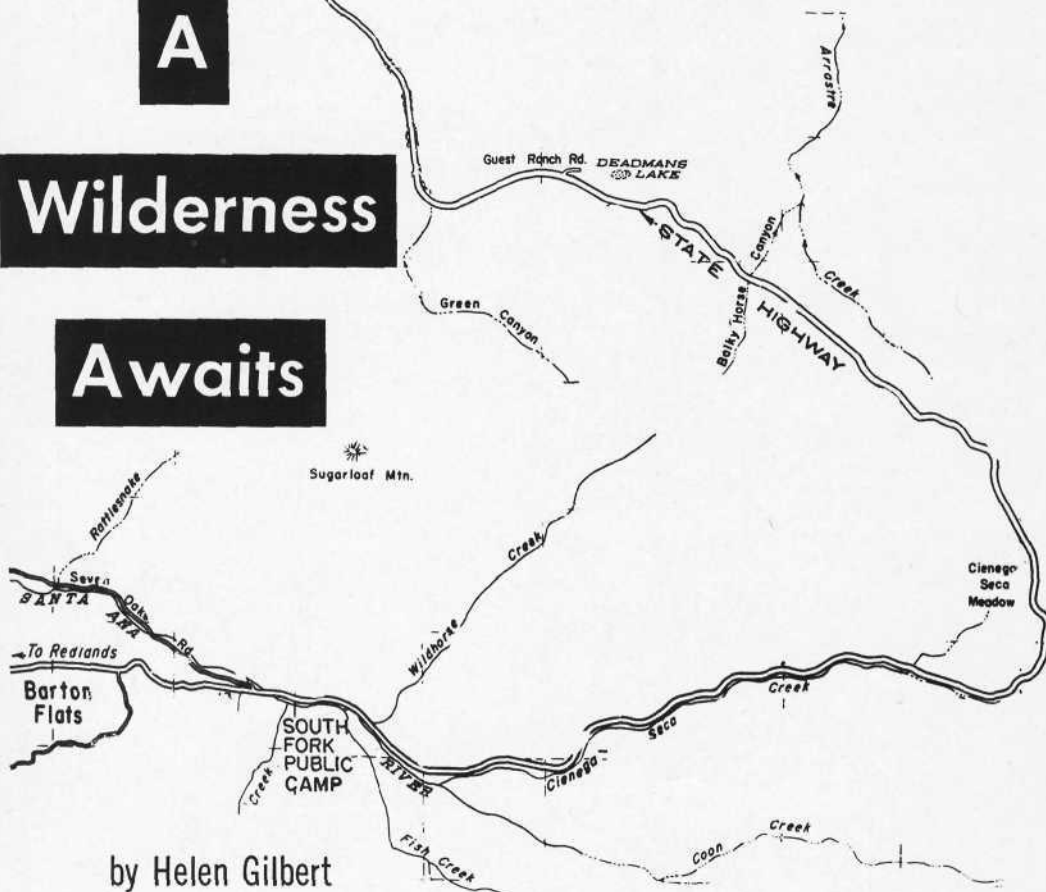 A
Wilderness
Awaits
Arrastre
Guest Ranch Rd.
DEADMANS
LAKE
STATE
HIGHWAY
Canyon
Balky Horse
Creek
Green
Canyon
Sugarloaf Mtn.
Rattlesnake
Creek
Cienega
Seca
Meadow
Seven
Oaks
Rd.
SANTA
ANA
To Redlands
Barton
Flats
Wildhorse
SOUTH
FORK
PUBLIC
CAMP
Creek
RIVER
Cienega
Seca
Creek
Fish Creek
Coon
Creek
by Helen Gilbert